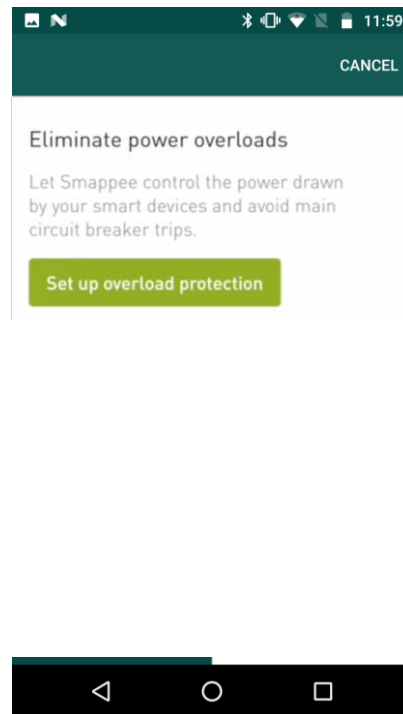 11:59
CANCEL
Eliminate power overloads
Let Smappee control the power drawn
by your smart devices and avoid main
circuit breaker trips.
Set up overload protection